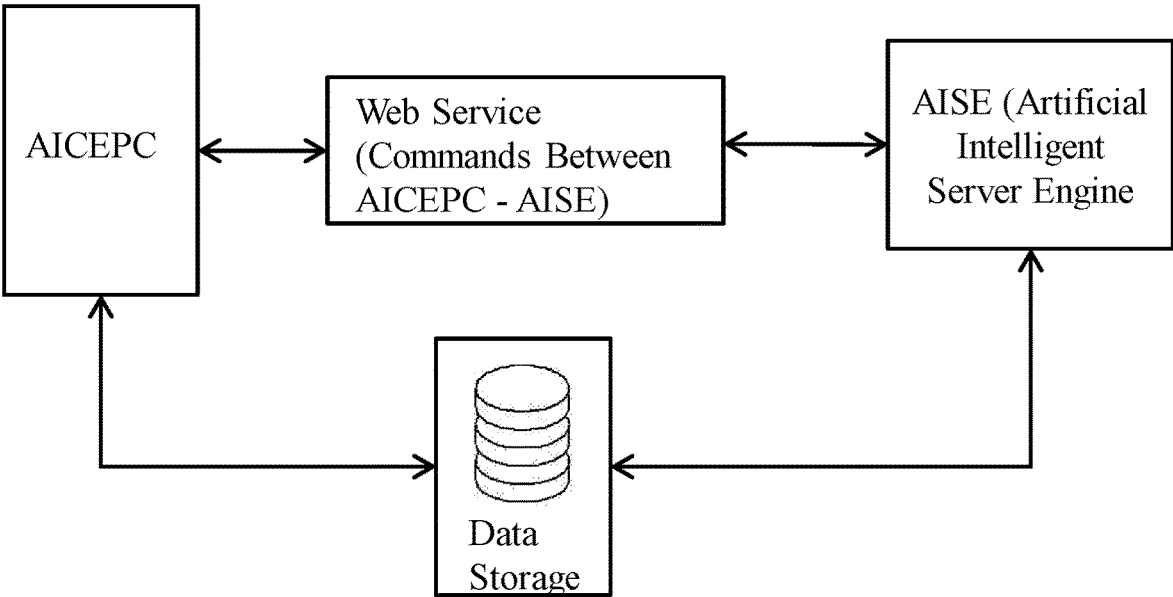 AICEPC
Web Service
(Commands Between
AICEPC - AISE)
AISE (Artificial
Intelligent
Server Engine
Data
Storage